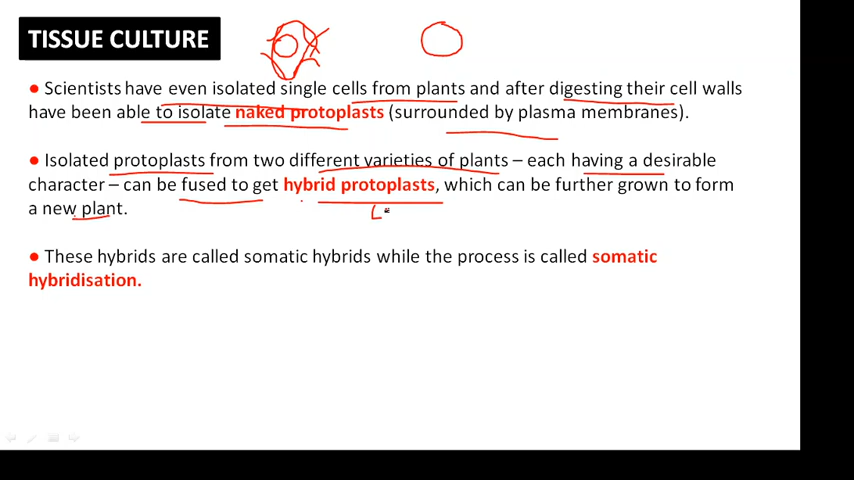 TISSUE CULTURE
● Scientists have even isolated single cells from plants and after digesting their cell walls
have been able to isolate naked protoplasts (surrounded by plasma membranes).
● Isolated protoplasts from two different varieties of plants – each having a desirable
character – can be fused to get hybrid protoplasts, which can be further grown to form
a new plant.
● These hybrids are called somatic hybrids while the process is called somatic
hybridisation.